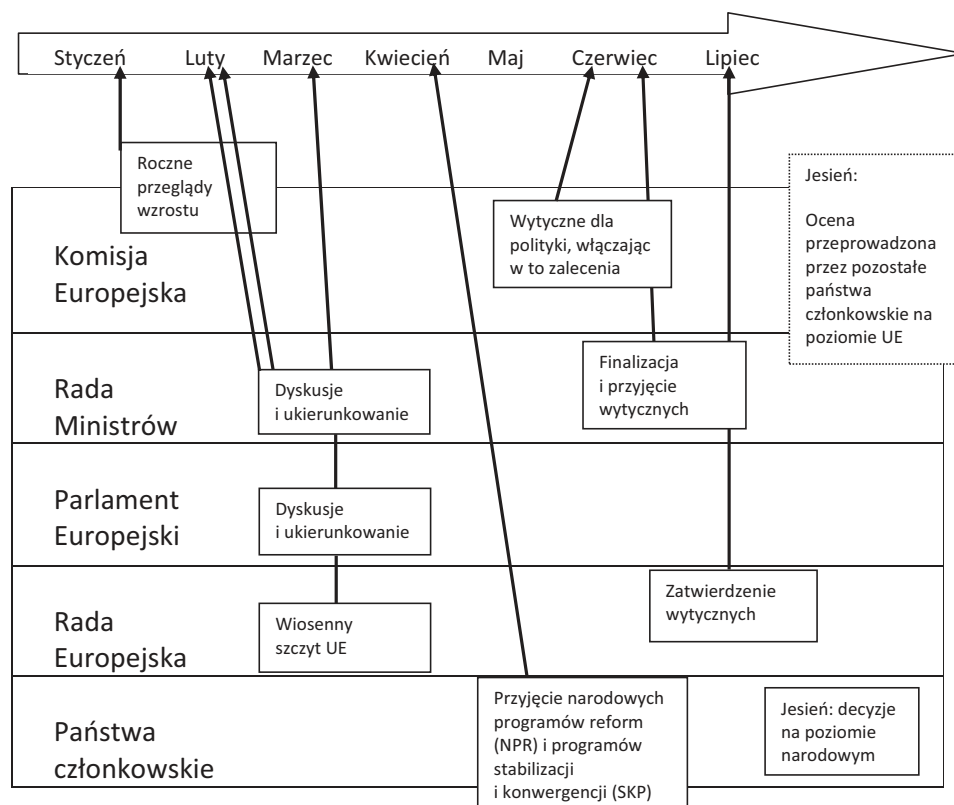 Styczeń Luty Marzec Kwiecień Maj Czerwiec Lipiec
Roczne
przeglądy
wzrostu
Jesień:
Ocena
przeprowadzona
przez pozostałe
państwa
członkowskie na
poziomie UE
Komisja
Europejska
Wytyczne dla
polityki, włączając
w to zalecenia
Rada
Ministrów
Dyskusje
i ukierunkowanie
Finalizacja
i przyjęcie
wytycznych
Parlament
Europejski
Dyskusje
i ukierunkowanie
Rada
Europejska
Wiosenny
szczyt UE
Zatwierdzenie
wytycznych
Państwa
członkowskie
Przyjęcie narodowych
programów reform
(NPR) i programów
stabilizacji
i konwergencji (SKP)
Jesień: decyzje
na poziomie
narodowym